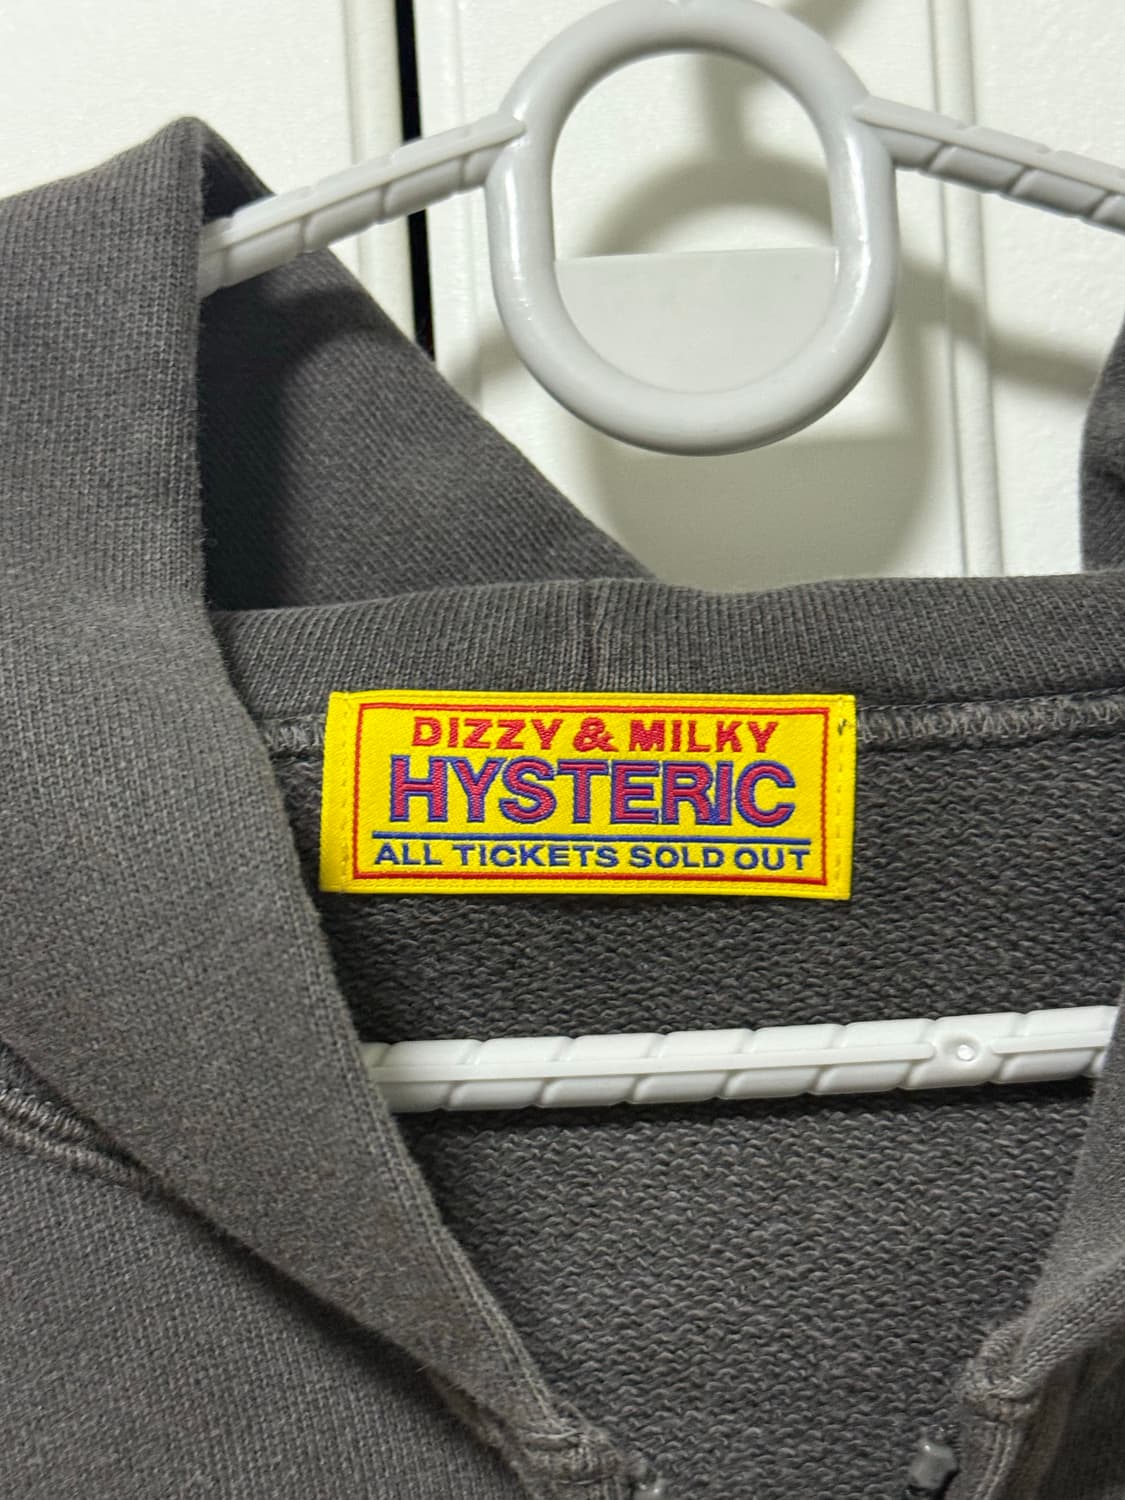 DIZZY & MILKY
HYSTERIC
ALL TICKETS SOLD OUT